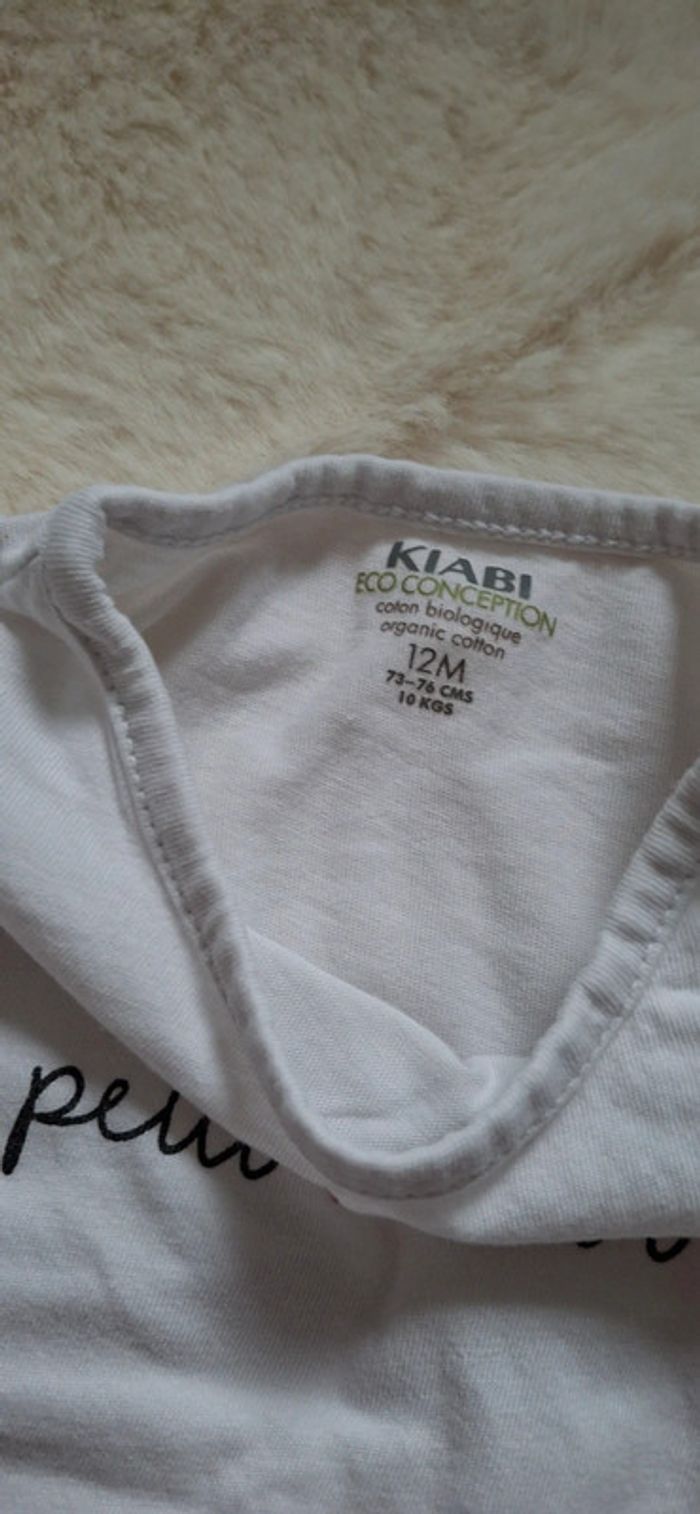 KIABI
ECO CONCEPTION
coton biologique
organic cotton
12M
73-76 CMS
10 KGS